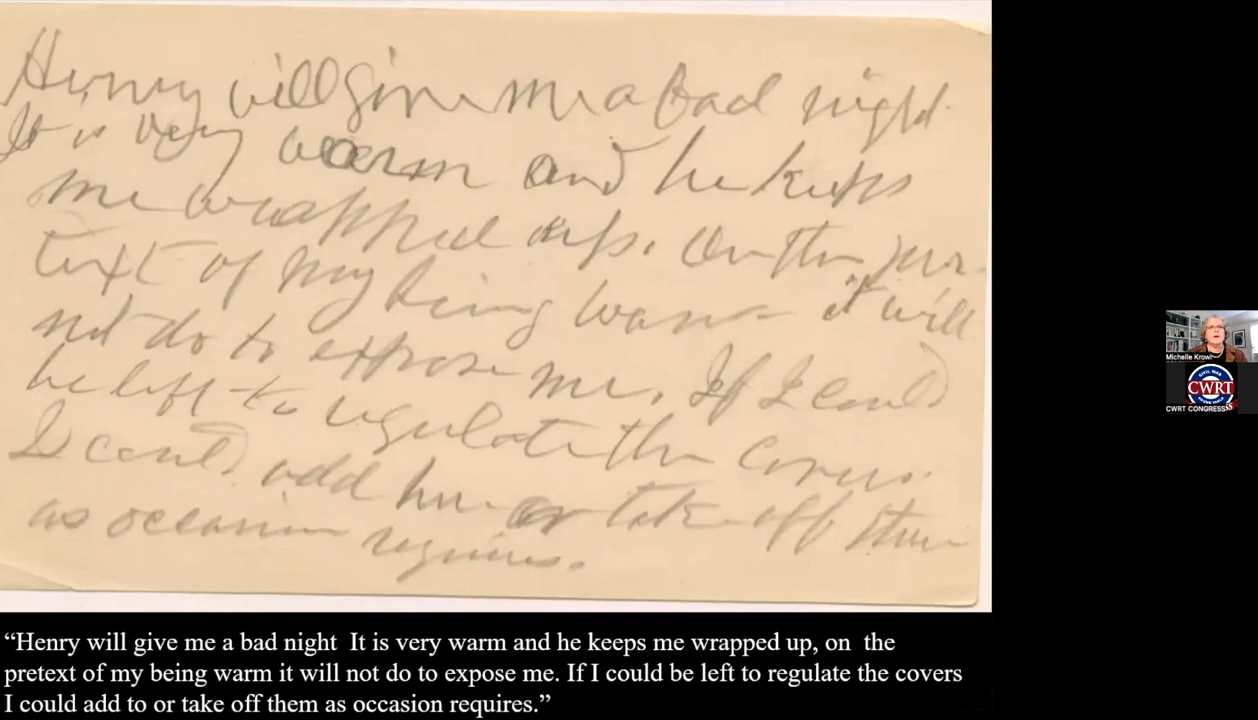 Henry will give me a bad night
It is very warm and he keeps
me wrapped up. On the pre-
text of my being warm it will
not do to expose me. If I could
be left to regulate the covers
I could add here or take off them
as occasion requires.
“Henry will give me a bad night  It is very warm and he keeps me wrapped up, on  the
pretext of my being warm it will not do to expose me. If I could be left to regulate the covers
I could add to or take off them as occasion requires.”
Michelle Krowl
CIVIL WAR
CWRT
CWRT CONGRESS